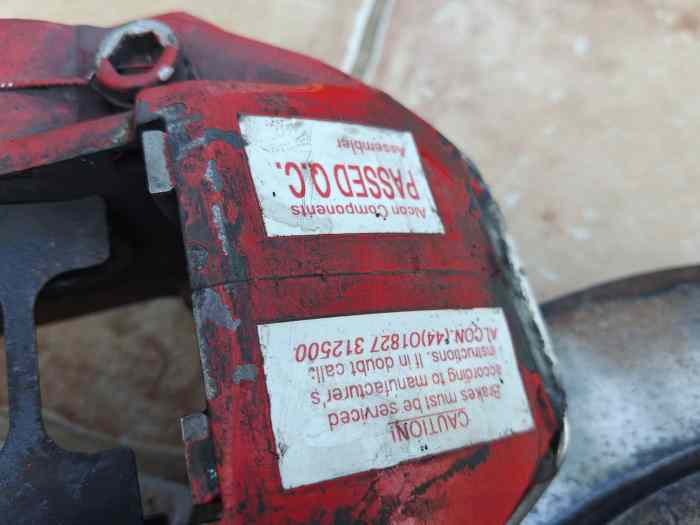 CAUTION!
Brakes must be serviced
according to manufacturer's
instructions. If in doubt call:
ALCON.(44)01827 312500.
Alcon Components
PASSED Q.C.
Assembler